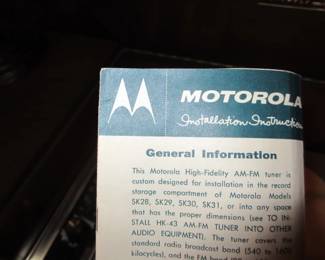 MOTOROLA
Installation Instruction
General Information
This Motorola High-Fidelity AM-FM tuner is
custom designed for installation in the record
storage compartment of Motorola Models
SK28, SK29, SK30, SK31, or into any space
that has the proper dimensions (see TO IN-
STALL HK-43 AM-FM TUNER INTO OTHER
AUDIO EQUIPMENT). The tuner covers the
standard radio broadcast band (540 to 1600
kilocycles), and the FM band